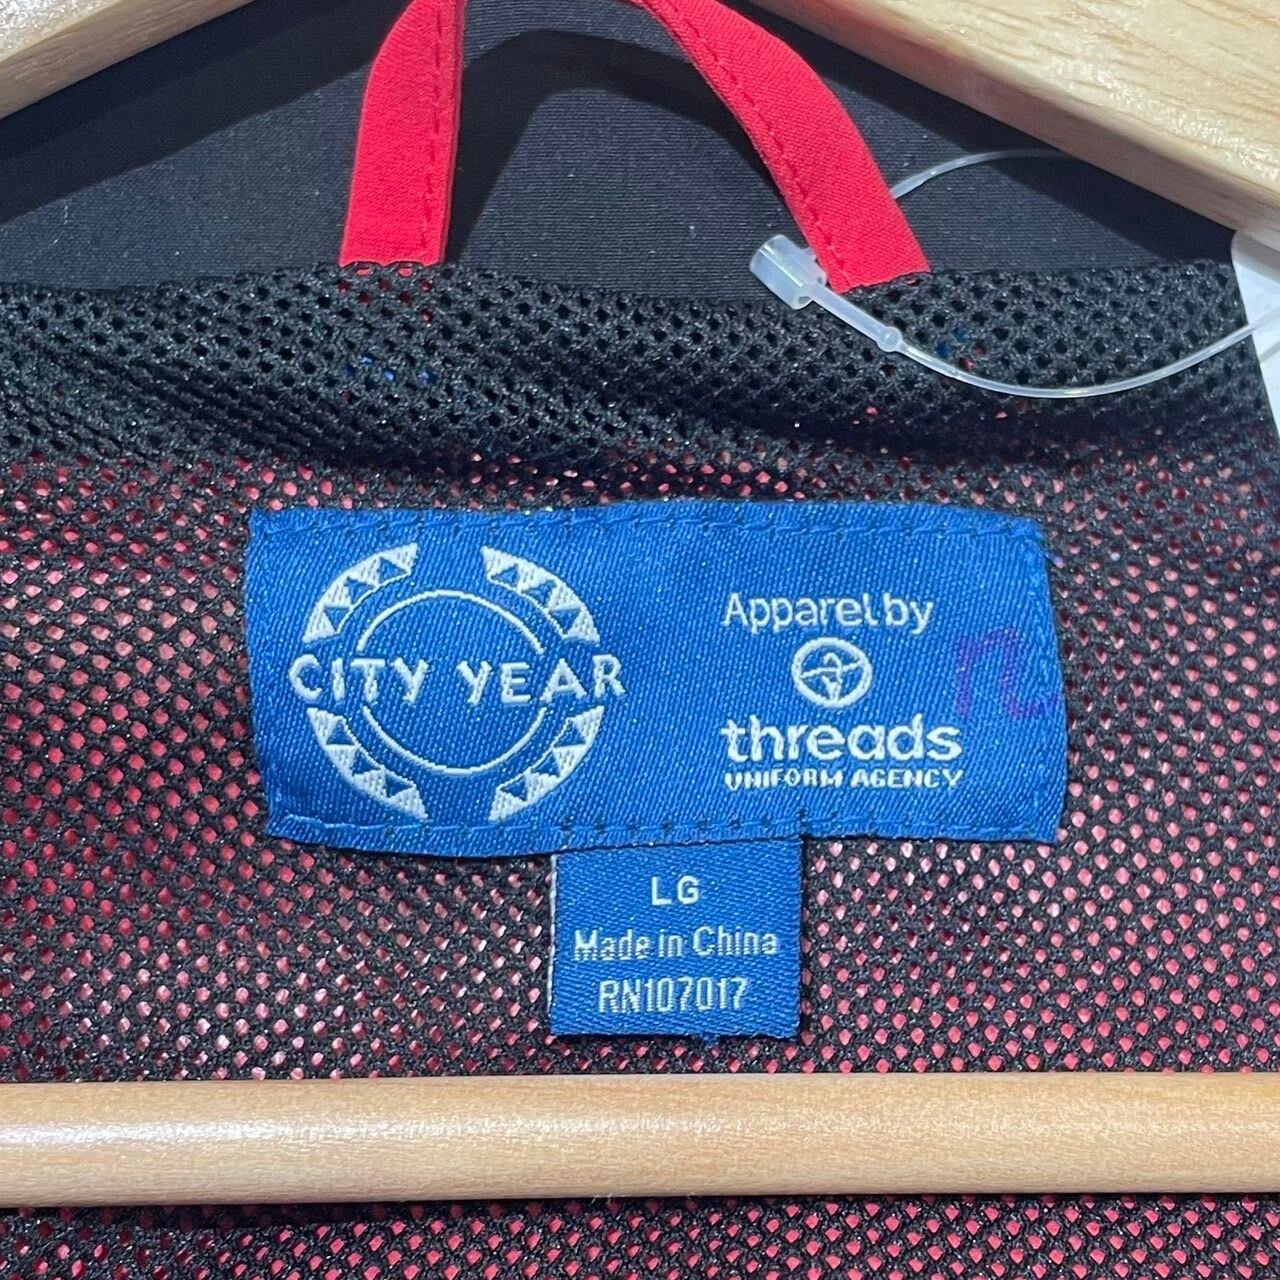 CITY YEAR
Apparel by
threads
UNIFORM AGENCY
n
LG
Made in China
RN107017